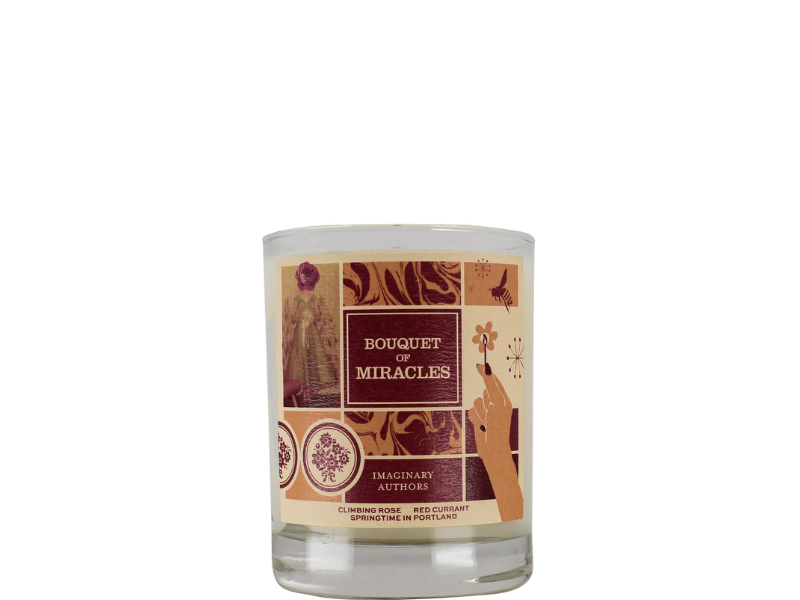 BOUQUET
OF
MIRACLES
IMAGINARY
AUTHORS
CLIMBING ROSE RED CURRANT
SPRINGTIME IN PORTLAND